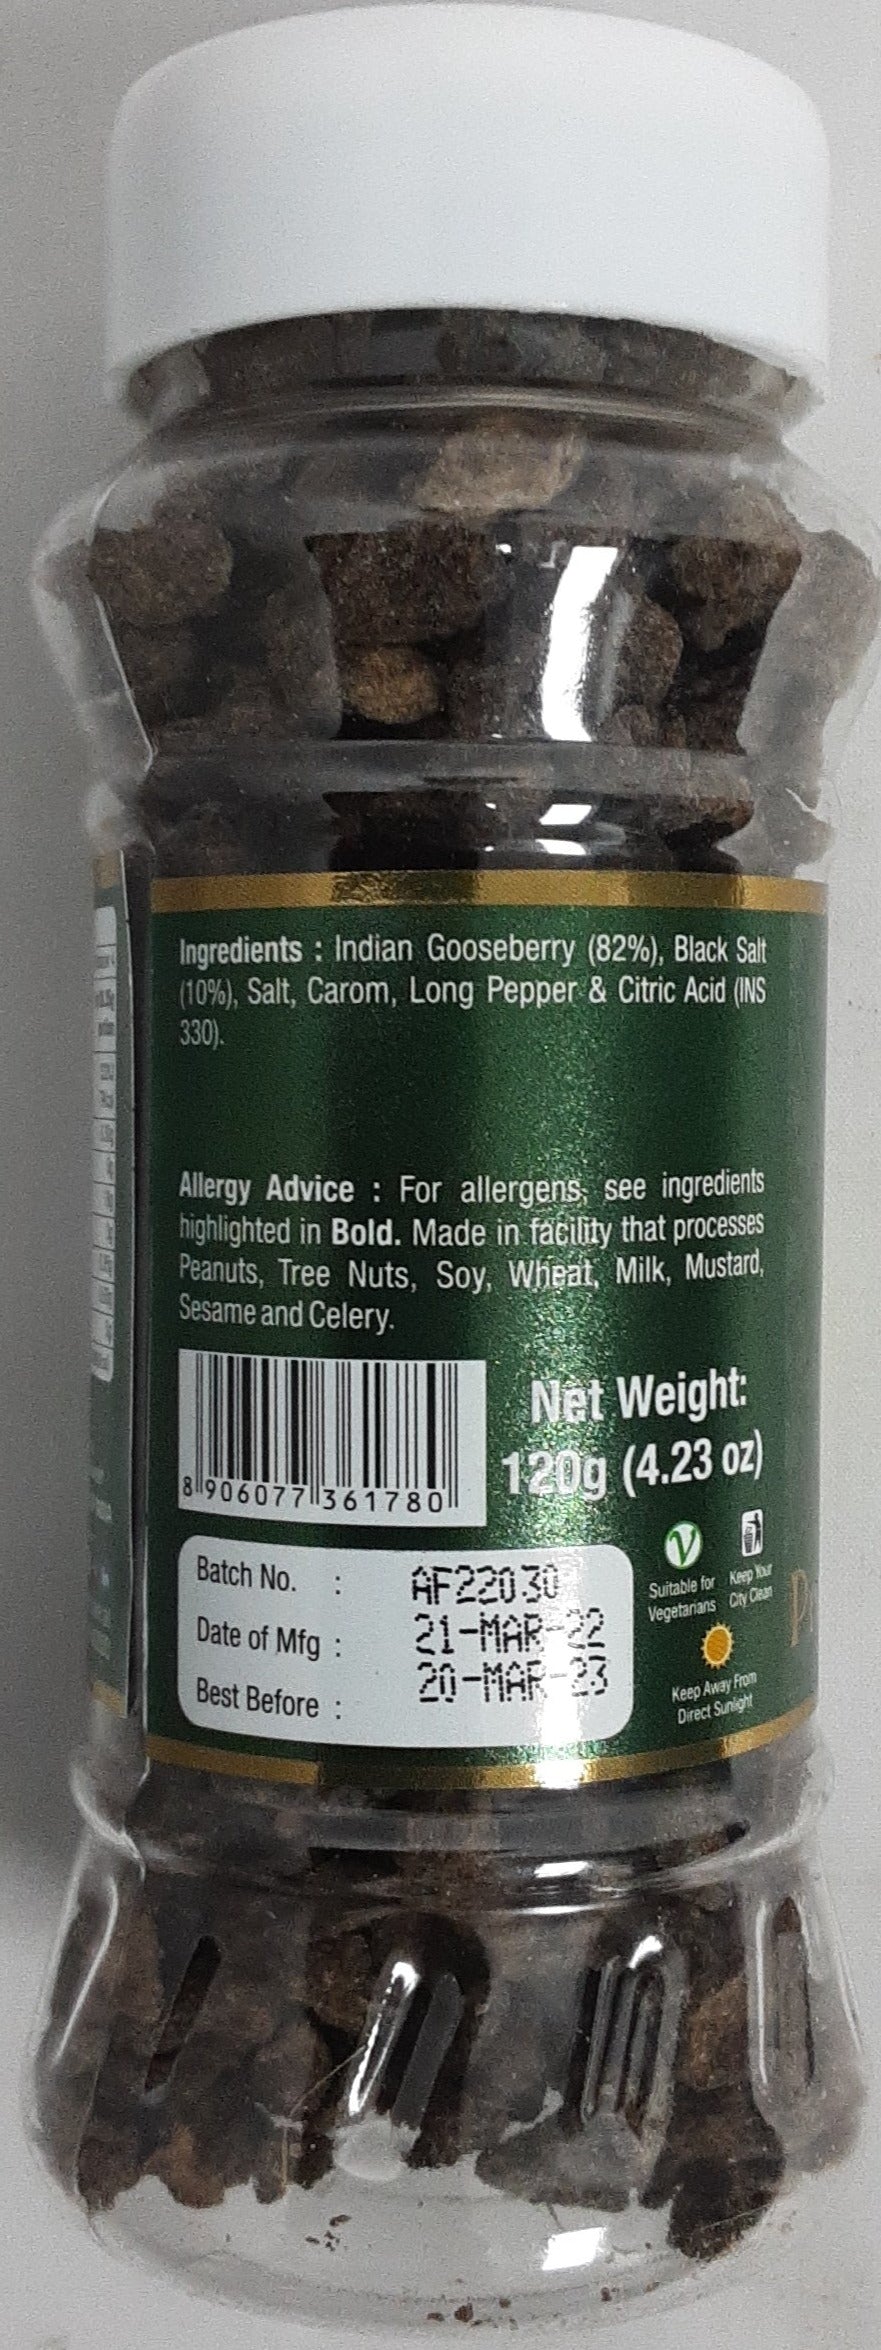 Ingredients : Indian Gooseberry (82%), Black Salt
(10%), Salt, Carom, Long Pepper & Citric Acid (INS
330).
Allergy Advice : For allergens, see ingredients
highlighted in Bold. Made in facility that processes
Peanuts, Tree Nuts, Soy, Wheat, Milk, Mustard,
Sesame and Celery.
8 906077 361780
Net Weight:
120g (4.23 oz)
Batch No. : AF22030
Date of Mfg : 21-MAR-22
Best Before : 20-MAR-23
Suitable for
Vegetarians
Keep Your
City Clean
Keep Away From
Direct Sunlight